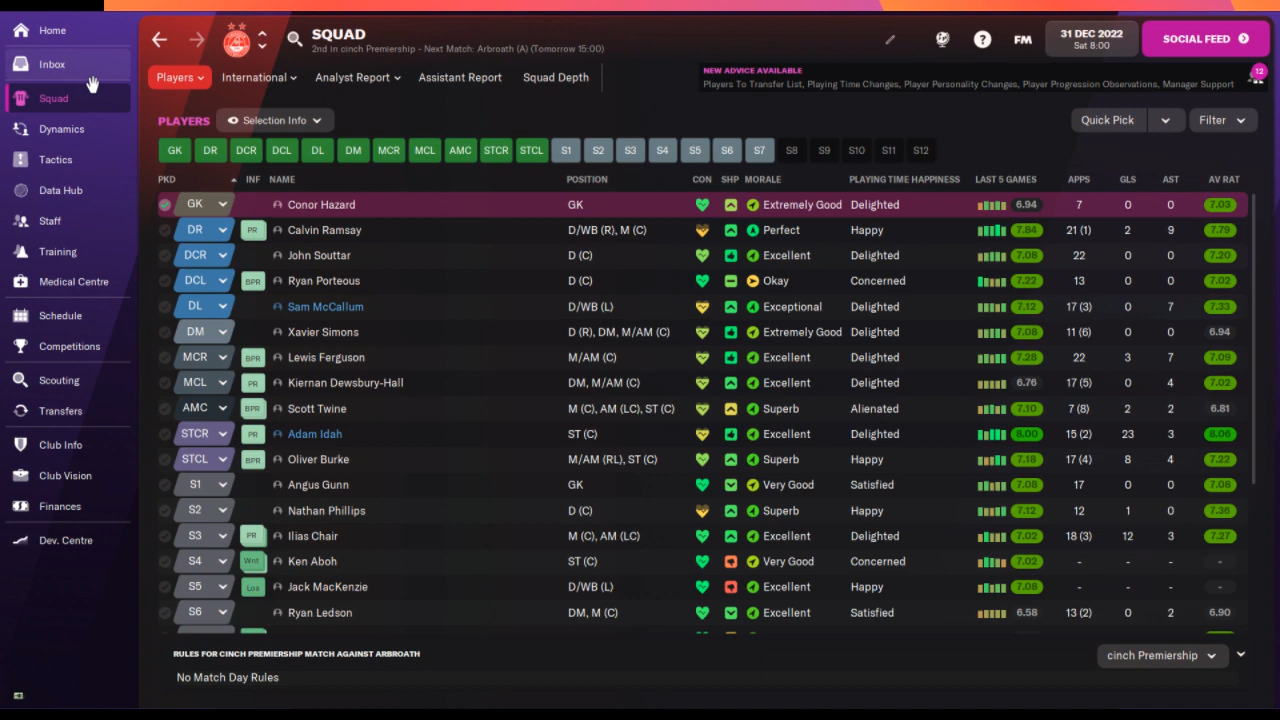 Home
Inbox
Squad
Dynamics
Tactics
Data Hub
Staff
Training
Medical Centre
Schedule
Competitions
Scouting
Transfers
Club Info
Club Vision
Finances
Dev. Centre
SQUAD
2nd in cinch Premiership - Next Match: Arbroath (A) (Tomorrow 15:00)
FM
31 DEC 2022
Sat 8:00
SOCIAL FEED
Players International Analyst Report Assistant Report Squad Depth
NEW ADVICE AVAILABLE
Players To Transfer List, Playing Time Changes, Player Personality Changes, Player Progression Observations, Manager Support
12
PLAYERS Selection Info Quick Pick Filter
GK DR DCR DCL DL DM MCR MCL AMC STCR STCL S1 S2 S3 S4 S5 S6 S7 S8 S9 S10 S11 S12
PKD INF NAME POSITION CON SHP MORALE PLAYING TIME HAPPINESS LAST 5 GAMES APPS GLS AST AV RAT
GK Conor Hazard GK Extremely Good Delighted 6.94 7 0 0 7.03
DR PR Calvin Ramsay D/WB (R), M (C) Perfect Happy 7.84 21 (1) 2 9 7.79
DCR John Souttar D (C) Excellent Delighted 7.08 22 0 0 7.20
DCL BPR Ryan Porteous D (C) Okay Concerned 7.22 13 0 0 7.02
DL Sam McCallum D/WB (L) Exceptional Delighted 7.12 17 (3) 0 7 7.33
DM Xavier Simons D (R), DM, M/AM (C) Extremely Good Delighted 7.08 11 (6) 0 0 6.94
MCR BPR Lewis Ferguson M/AM (C) Excellent Delighted 7.28 22 3 7 7.09
MCL PR Kiernan Dewsbury-Hall DM, M/AM (C) Excellent Delighted 6.76 17 (5) 0 4 7.02
AMC BPR Scott Twine M (C), AM (LC), ST (C) Superb Alienated 7.10 7 (8) 2 2 6.81
STCR PR Adam Idah ST (C) Excellent Delighted 8.00 15 (2) 23 3 8.06
STCL BPR Oliver Burke M/AM (RL), ST (C) Superb Happy 7.18 17 (4) 8 4 7.22
S1 Angus Gunn GK Very Good Satisfied 7.08 17 0 0 7.08
S2 Nathan Phillips D (C) Superb Happy 7.12 12 1 0 7.36
S3 PR Ilias Chair M (C), AM (LC) Excellent Delighted 7.02 18 (3) 12 3 7.27
S4 Wnt Ken Aboh ST (C) Very Good Concerned 7.02 - - - -
S5 Loa Jack MacKenzie D/WB (L) Excellent Happy 7.08 - - - -
S6 Ryan Ledson DM, M (C) Excellent Satisfied 6.58 13 (2) 0 2 6.90
RULES FOR CINCH PREMIERSHIP MATCH AGAINST ARBROATH
cinch Premiership
No Match Day Rules